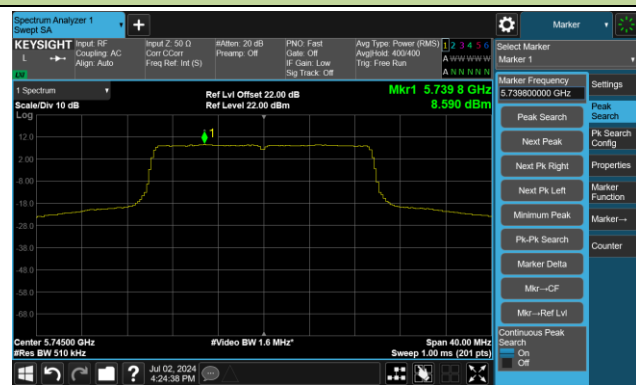 Spectrum Analyzer 1
Swept SA
Marker
KEYSIGHT
L
Input: RF
Coupling: AC
Align: Auto
Input Z: 50 Ω
Corr CCorr
Freq Ref: Int (S)
#Atten: 20 dB
Preamp: Off
PNO: Fast
Gate: Off
IF Gain: Low
Sig Track: Off
Avg Type: Power (RMS)
Avg|Hold: 400/400
Trig: Free Run
1 2 3 4 5 6
A W W W W W
A N N N N N
LW
Select Marker
Marker 1
1 Spectrum
Scale/Div 10 dB
Log
Ref Lvl Offset 22.00 dB
Ref Level 22.00 dBm
Mkr1 5.739 8 GHz
8.590 dBm
1
12.0
2.00
-8.00
-18.0
-28.0
-38.0
-48.0
-58.0
-68.0
Center 5.74500 GHz
#Res BW 510 kHz
#Video BW 1.6 MHz*
Span 40.00 MHz
Sweep 1.00 ms (201 pts)
Marker Frequency
5.739800000 GHz
Peak Search
Next Peak
Next Pk Right
Next Pk Left
Minimum Peak
Pk-Pk Search
Marker Delta
Mkr→CF
Mkr→Ref Lvl
Continuous Peak
Search
On
Off
Settings
Peak
Search
Pk Search
Config
Properties
Marker
Function
Marker→
Counter
?
Jul 02, 2024
4:24:38 PM